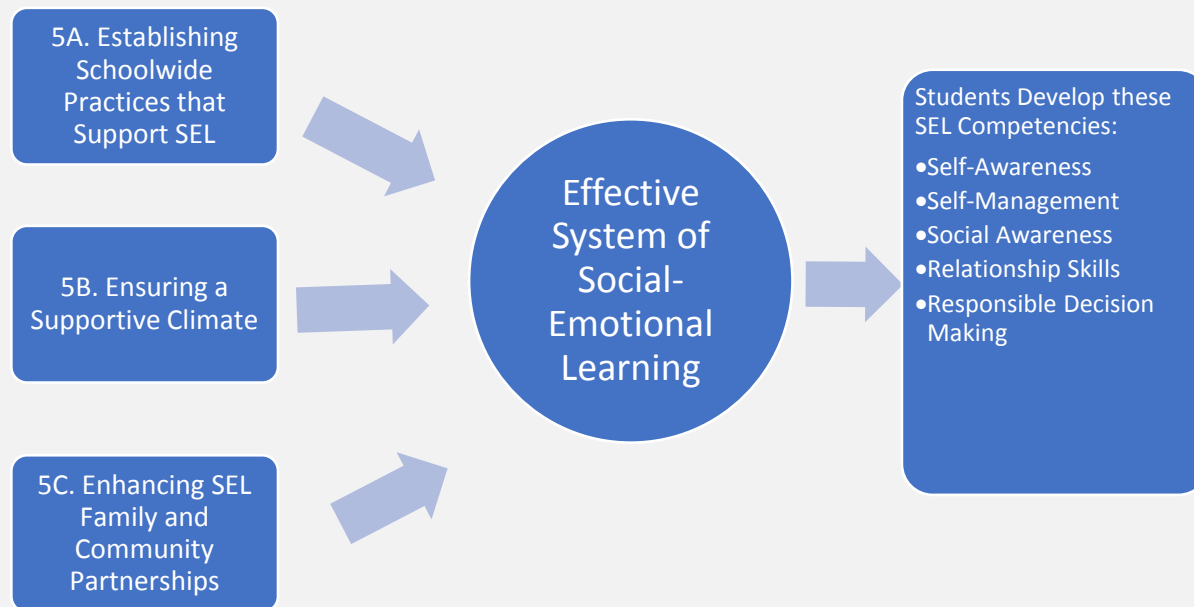 5A. Establishing
Schoolwide
Practices that
Support SEL
5B. Ensuring a
Supportive Climate
5C. Enhancing SEL
Family and
Community
Partnerships
Effective
System of
Social-
Emotional
Learning
Students Develop these
SEL Competencies:
•Self-Awareness
•Self-Management
•Social Awareness
•Relationship Skills
•Responsible Decision
Making